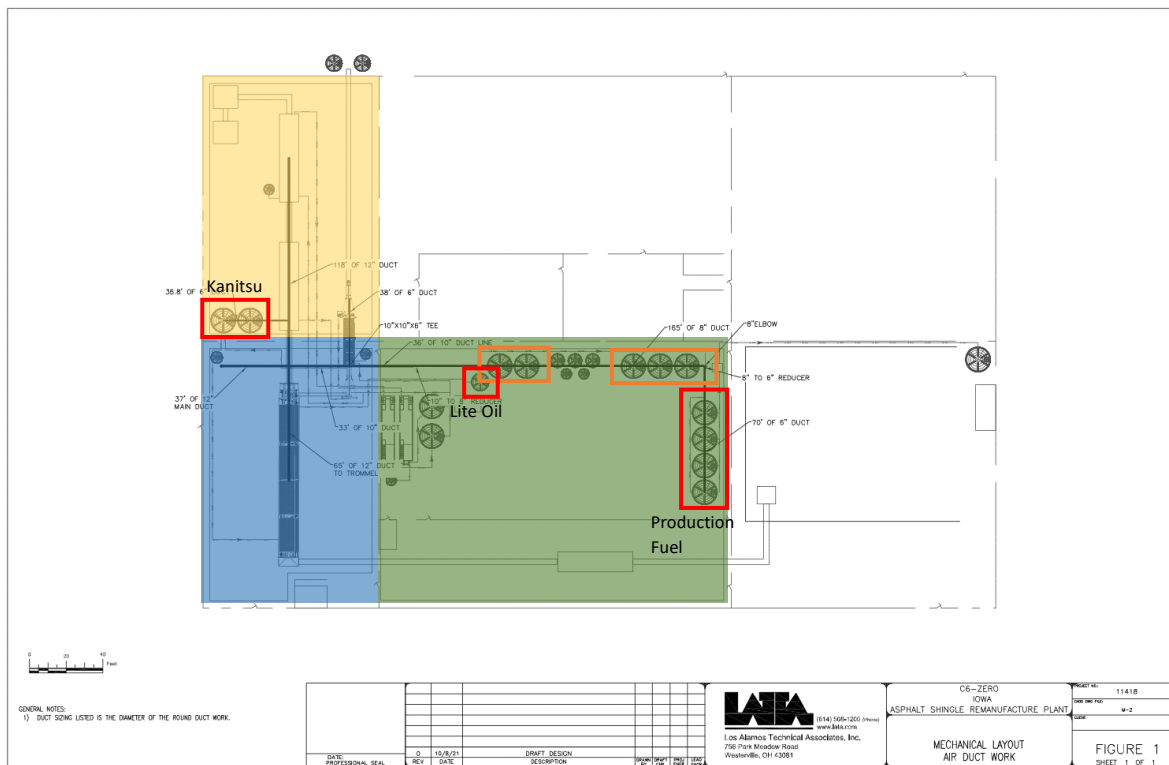 118' OF 12" DUCT
36.8' OF 6"
Kanitsu
38' OF 6" DUCT
10"X10"X6" TEE
165' OF 8" DUCT
8"ELBOW
36' OF 10" DUCT LINE
8" TO 6" REDUCER
37' OF 12"
MAIN DUCT
10" TO 8" REDUCER
Lite Oil
33' OF 10" DUCT
70' OF 6" DUCT
65' OF 12" DUCT
TO TROMMEL
Production
Fuel
0 20 40
Feet
GENERAL NOTES:
1) DUCT SIZING LISTED IS THE DIAMETER OF THE ROUND DUCT WORK.
DATE:
PROFESSIONAL SEAL
0 10/8/21 DRAFT DESIGN
REV DATE DESCRIPTION
DRAWN BY
LATA
(614) 508-1200 (Phone)
www.lata.com
Los Alamos Technical Associates, Inc.
756 Park Meadow Road
Westerville, OH 43081
C6-ZERO
IOWA
ASPHALT SHINGLE REMANUFACTURE PLANT
MECHANICAL LAYOUT
AIR DUCT WORK
PROJECT NO: 11418
M-2
FIGURE 1
SHEET 1 OF 1